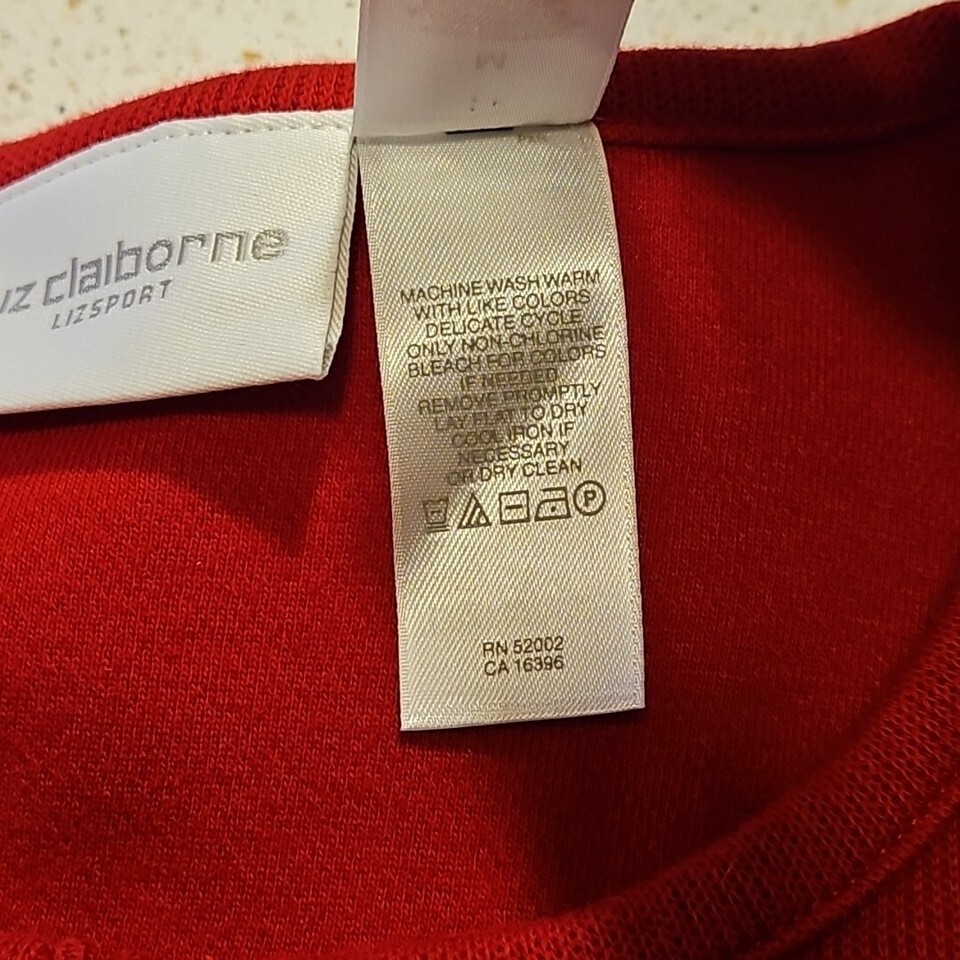 M
claiborne
LIZSPORT
MACHINE WASH WARM
WITH LIKE COLORS
DELICATE CYCLE
ONLY NON-CHLORINE
BLEACH FOR COLORS
IF NEEDED
REMOVE PROMPTLY
LAY FLAT TO DRY
COOL IRON IF
NECESSARY
OR DRY CLEAN
P
RN 52002
CA 16396